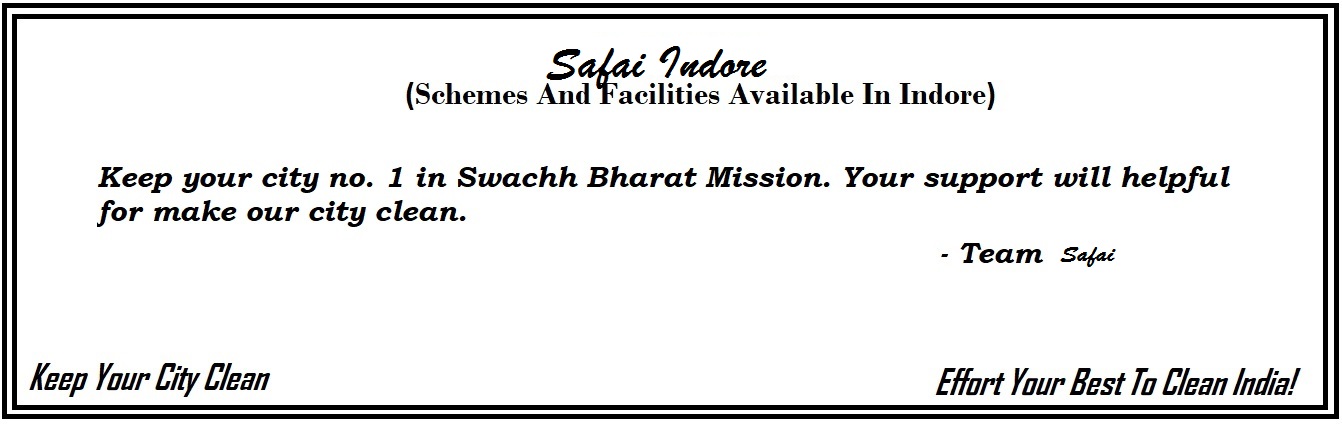 Safai Indore
(Schemes And Facilities Available In Indore)
Keep your city no. 1 in Swachh Bharat Mission. Your support will helpful
for make our city clean.
- Team Safai
Keep Your City Clean
Effort Your Best To Clean India!